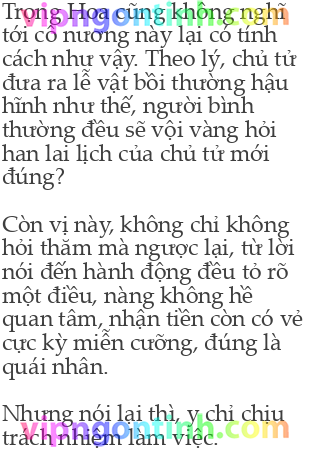 vipngontinh.com
Trọng Hoa cũng không nghĩ
tới cô nương này lại có tính
cách như vậy. Theo lý, chủ tử
đưa ra lễ vật bồi thường hậu
hĩnh như thế, người bình
thường đều sẽ vội vàng hỏi
han lai lịch của chủ tử mới
đúng?
Còn vị này, không chỉ không
hỏi thăm mà ngược lại, từ lời
nói đến hành động đều tỏ rõ
một điều, nàng không hề
quan tâm, nhận tiền còn có vẻ
cực kỳ miễn cưỡng, đúng là
quái nhân.
Nhưng nói lại thì, y chỉ chịu
vipngontinh.com
trách nhiệm làm việc.